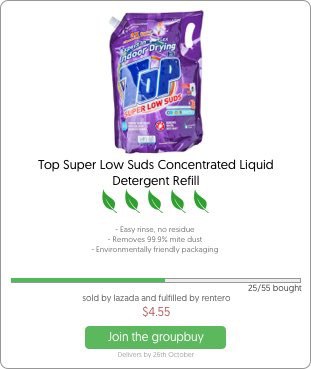 Indoor Drying
Top
SUPER LOW SUDS
Top Super Low Suds Concentrated Liquid
Detergent Refill
- Easy rinse, no residue
- Removes 99.9% mite dust
- Environmentally friendly packaging
25/55 bought
sold by lazada and fulfilled by rentero
$4.55
Join the groupbuy
Delivers by 26th October